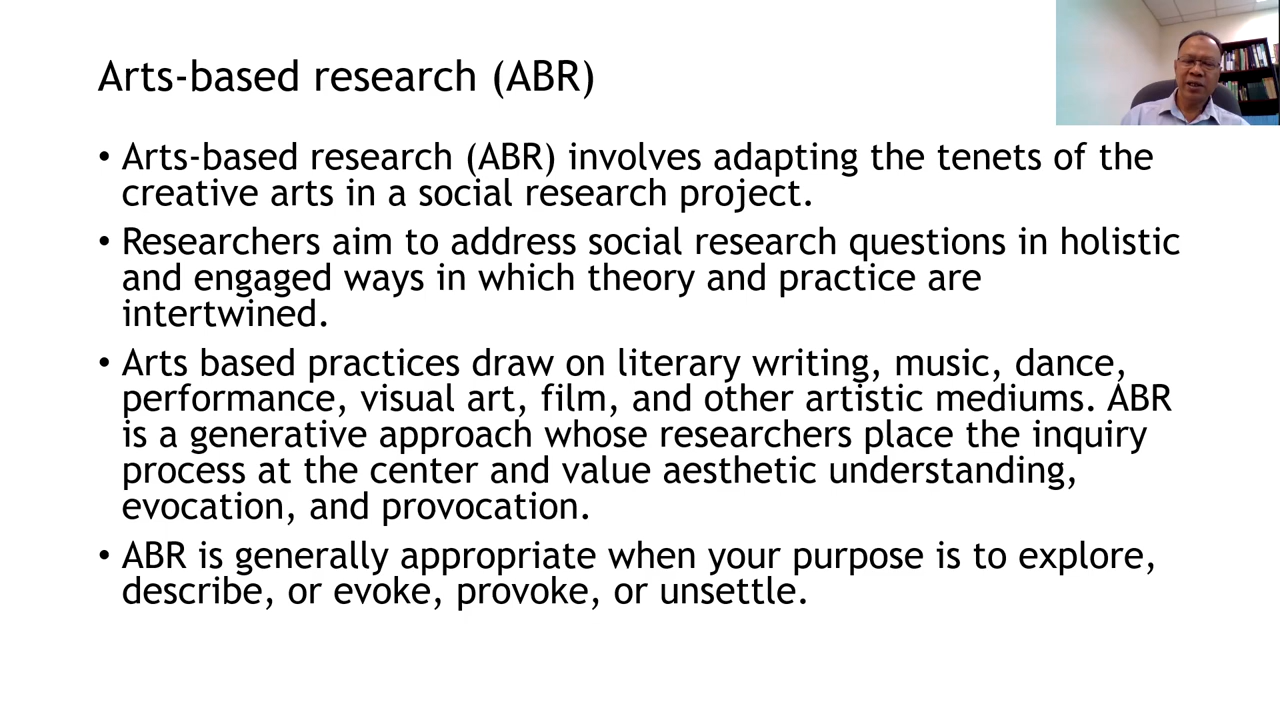 Arts-based research (ABR)
• Arts-based research (ABR) involves adapting the tenets of the
creative arts in a social research project.
• Researchers aim to address social research questions in holistic
and engaged ways in which theory and practice are
intertwined.
• Arts based practices draw on literary writing, music, dance,
performance, visual art, film, and other artistic mediums. ABR
is a generative approach whose researchers place the inquiry
process at the center and value aesthetic understanding,
evocation, and provocation.
• ABR is generally appropriate when your purpose is to explore,
describe, or evoke, provoke, or unsettle.